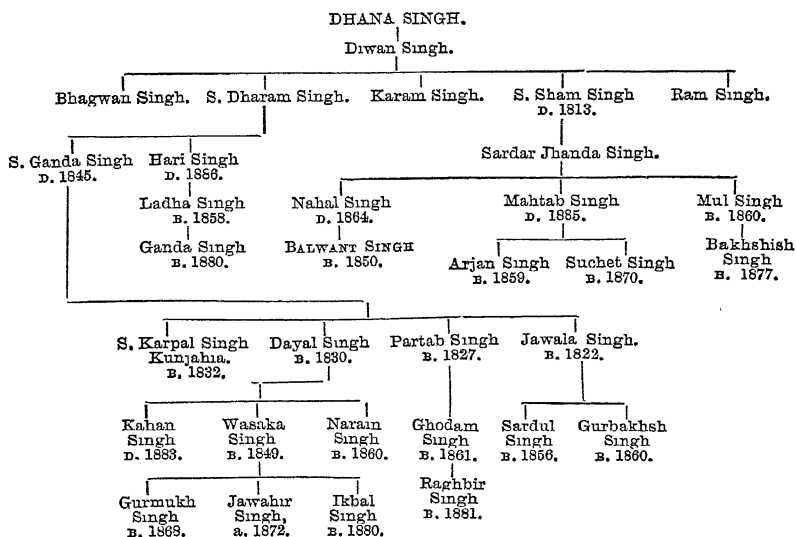 DHANA SINGH.
Diwan Singh.
Bhagwan Singh. S. Dharam Singh. Karam Singh. S. Sham Singh Ram Singh.
D. 1813.
S. Ganda Singh Hari Singh Sardar Jhanda Singh.
D. 1845. D. 1886.
Ladha Singh Nahal Singh Mahtab Singh Mul Singh
B. 1858. D. 1864. D. 1885. B. 1860.
Ganda Singh BALWANT SINGH Bakhshish
B. 1880. B. 1850. Arjan Singh Suchet Singh Singh
B. 1859. B. 1870. B. 1877.
S. Karpal Singh Dayal Singh Partab Singh Jawala Singh.
Kunjahia. B. 1830. B. 1827. B. 1822.
B. 1832.
Kahan Wasaka Narain Ghodam Sardul Gurbakhsh
Singh Singh Singh Singh Singh Singh
D. 1883. B. 1849. B. 1860. B. 1861. B. 1856. B. 1860.
Raghbir
Gurmukh Jawahir Ikbal Singh
Singh Singh, Singh B. 1881.
B. 1868. a. 1872. B. 1880.